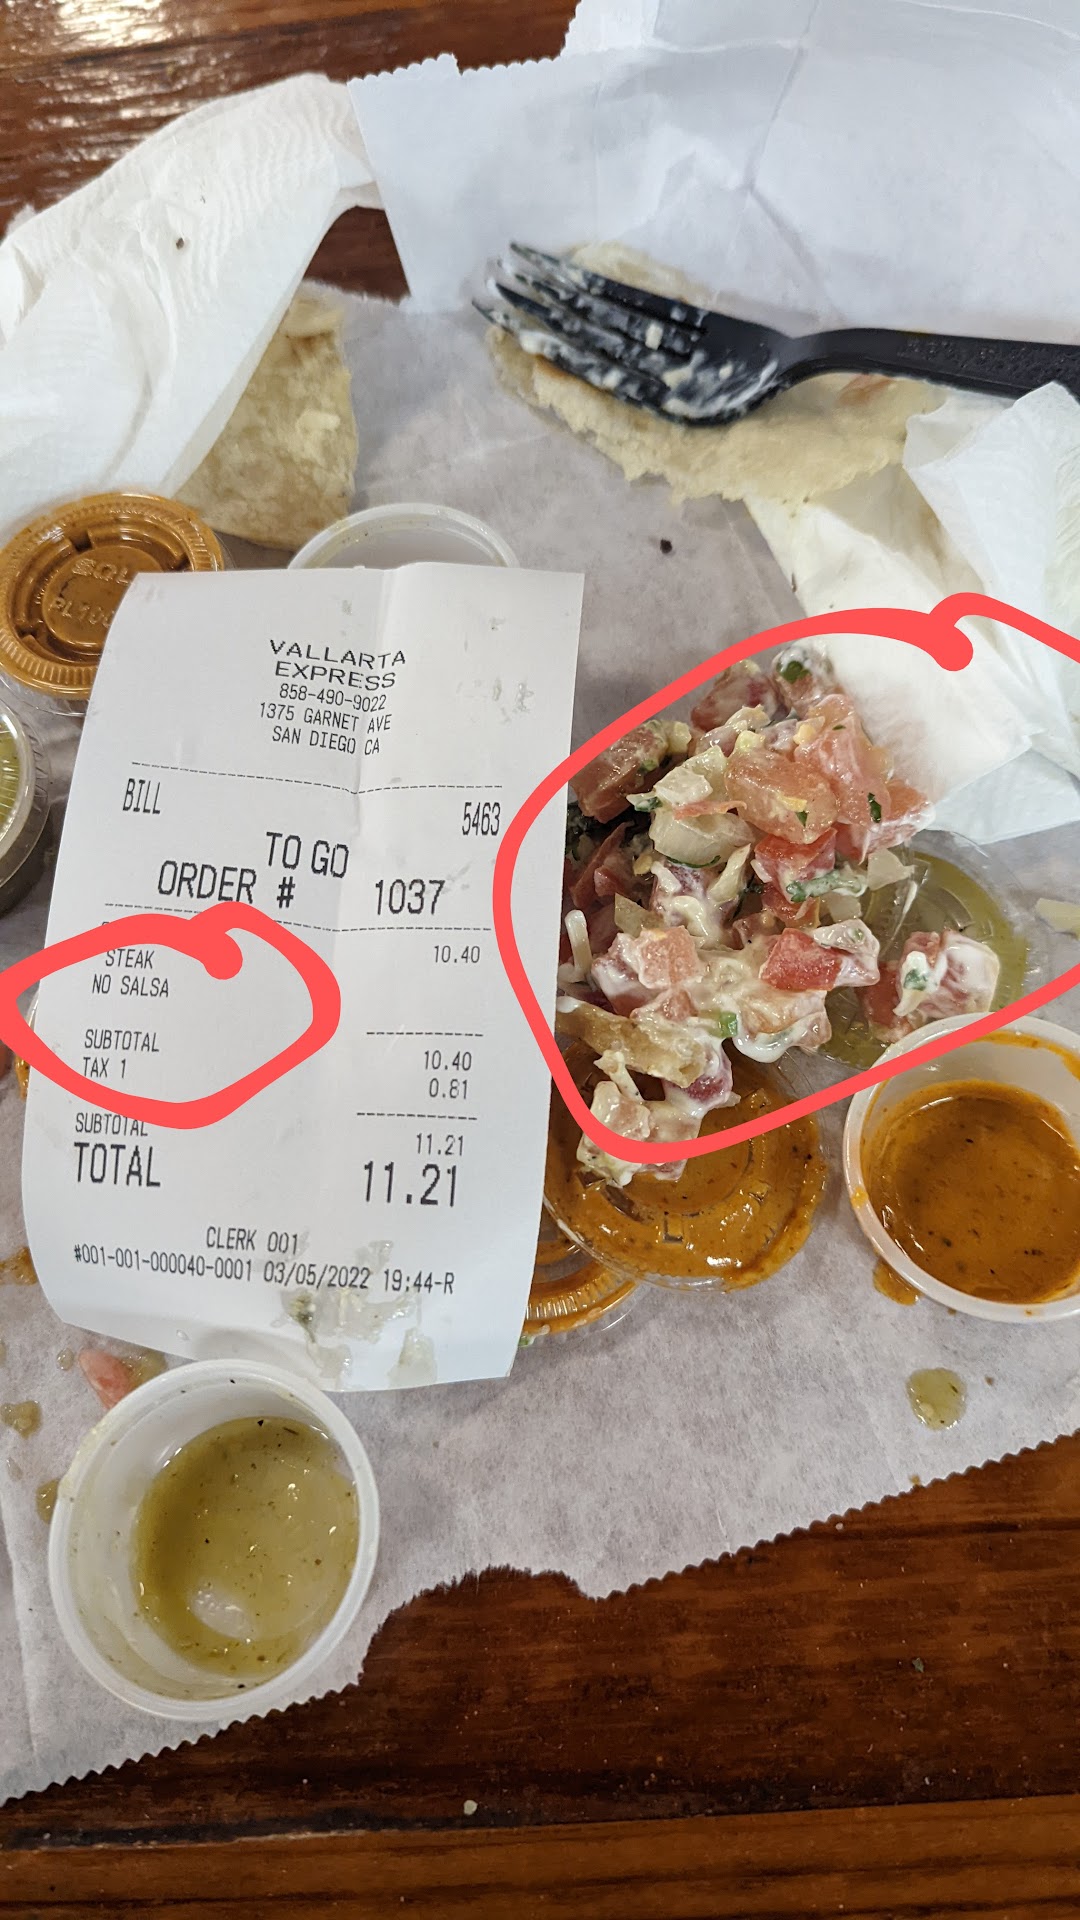 VALLARTA
EXPRESS
858-490-9022
1375 GARNET AVE
SAN DIEGO CA
BILL 5463
TO GO
ORDER # 1037
STEAK 10.40
NO SALSA
SUBTOTAL 10.40
TAX 1 0.81
SUBTOTAL 11.21
TOTAL 11.21
CLERK 001
#001-001-000040-0001 03/05/2022 19:44-R